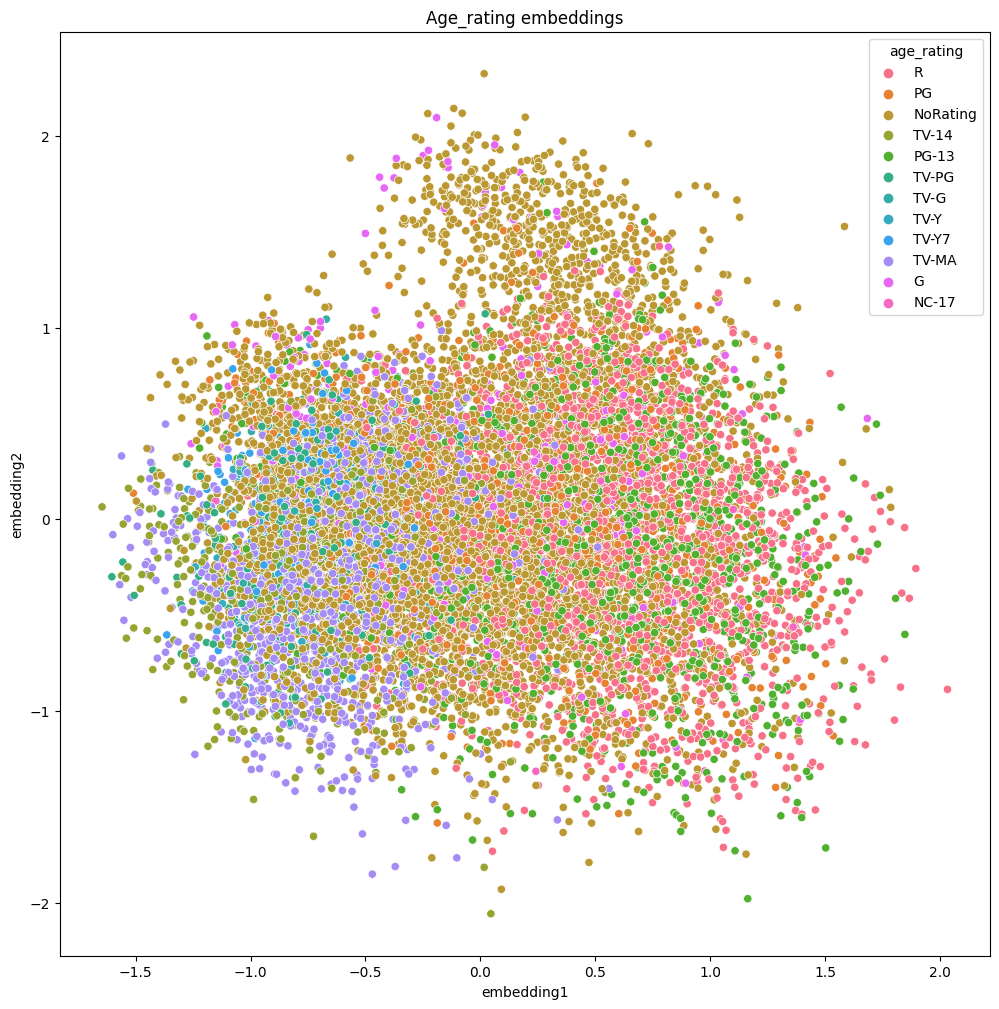 Age_rating embeddings
age_rating
R
PG
NoRating
TV-14
PG-13
TV-PG
TV-G
TV-Y
TV-Y7
TV-MA
G
NC-17
2
1
0
−1
−2
embedding2
−1.5
−1.0
−0.5
0.0
0.5
1.0
1.5
2.0
embedding1